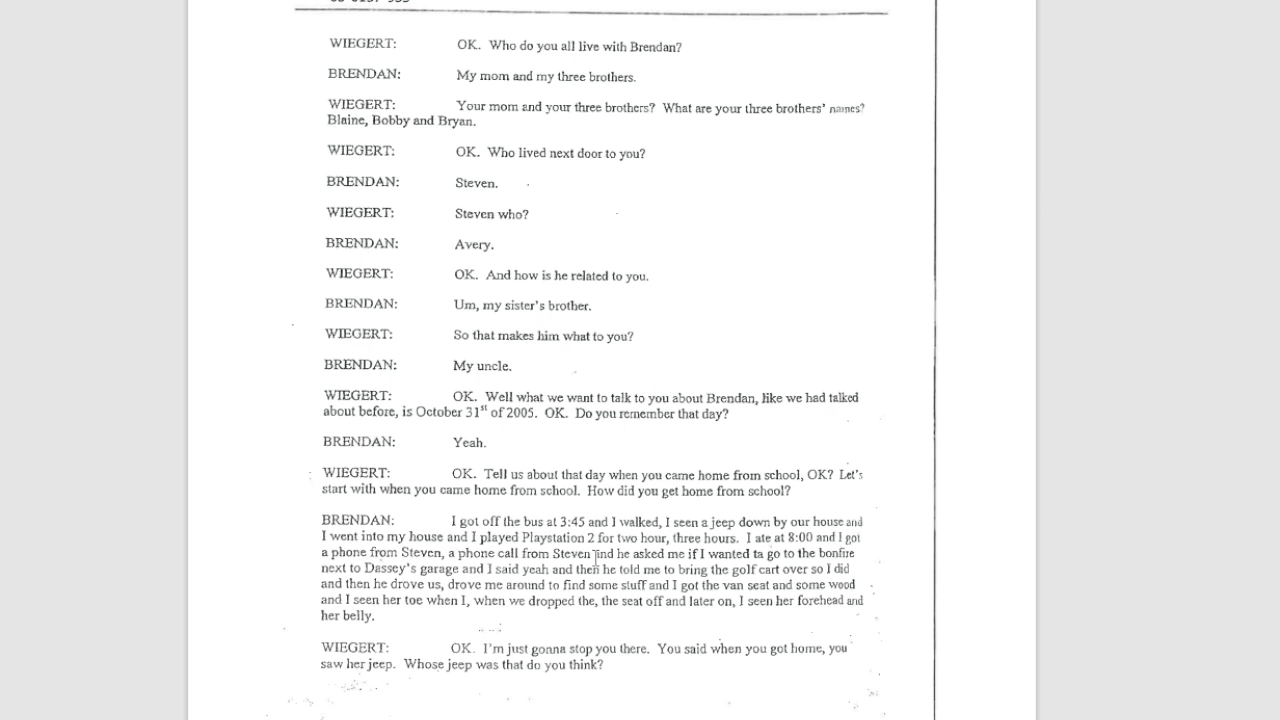 WIEGERT: OK. Who do you all live with Brendan?
BRENDAN: My mom and my three brothers.
WIEGERT: Your mom and your three brothers? What are your three brothers' names?
Blaine, Bobby and Bryan.
WIEGERT: OK. Who lived next door to you?
BRENDAN: Steven.
WIEGERT: Steven who?
BRENDAN: Avery.
WIEGERT: OK. And how is he related to you.
BRENDAN: Um, my sister's brother.
WIEGERT: So that makes him what to you?
BRENDAN: My uncle.
WIEGERT: OK. Well what we want to talk to you about Brendan, like we had talked
about before, is October 31st of 2005. OK. Do you remember that day?
BRENDAN: Yeah.
WIEGERT: OK. Tell us about that day when you came home from school, OK? Let's
start with when you came home from school. How did you get home from school?
BRENDAN: I got off the bus at 3:45 and I walked, I seen a jeep down by our house and
I went into my house and I played Playstation 2 for two hour, three hours. I ate at 8:00 and I got
a phone from Steven, a phone call from Steven and he asked me if I wanted ta go to the bonfire
next to Dassey's garage and I said yeah and then he told me to bring the golf cart over so I did
and then he drove us, drove me around to find some stuff and I got the van seat and some wood
and I seen her toe when I, when we dropped the, the seat off and later on, I seen her forehead and
her belly.
WIEGERT: OK. I'm just gonna stop you there. You said when you got home, you
saw her jeep. Whose jeep was that do you think?